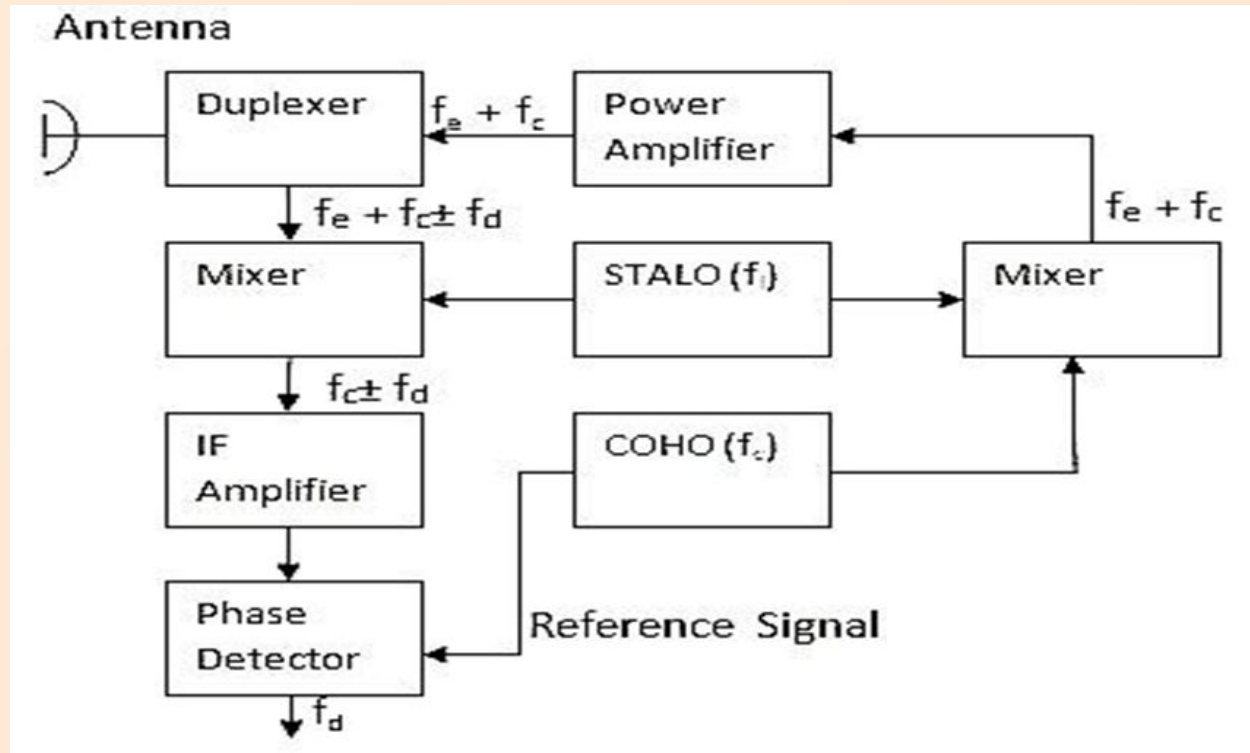 Antenna
Duplexer
fe + fc
Power
Amplifier
fe + fc ± fd
fe + fc
Mixer
STALO (fl)
Mixer
fc ± fd
IF
Amplifier
COHO (fc)
Phase
Detector
Reference Signal
fd